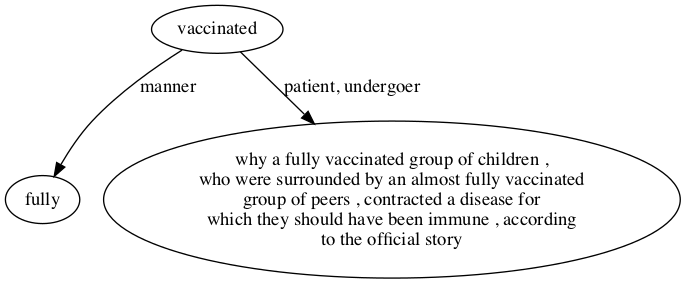 vaccinated
manner
patient, undergoer
fully
why a fully vaccinated group of children ,
who were surrounded by an almost fully vaccinated
group of peers , contracted a disease for
which they should have been immune , according
to the official story